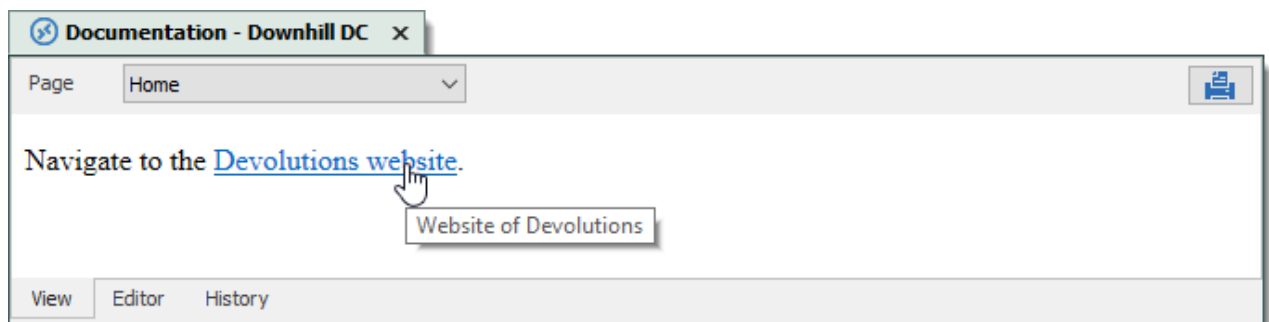 Documentation - Downhill DC x
Page Home
Navigate to the Devolutions website.
Website of Devolutions
View Editor History